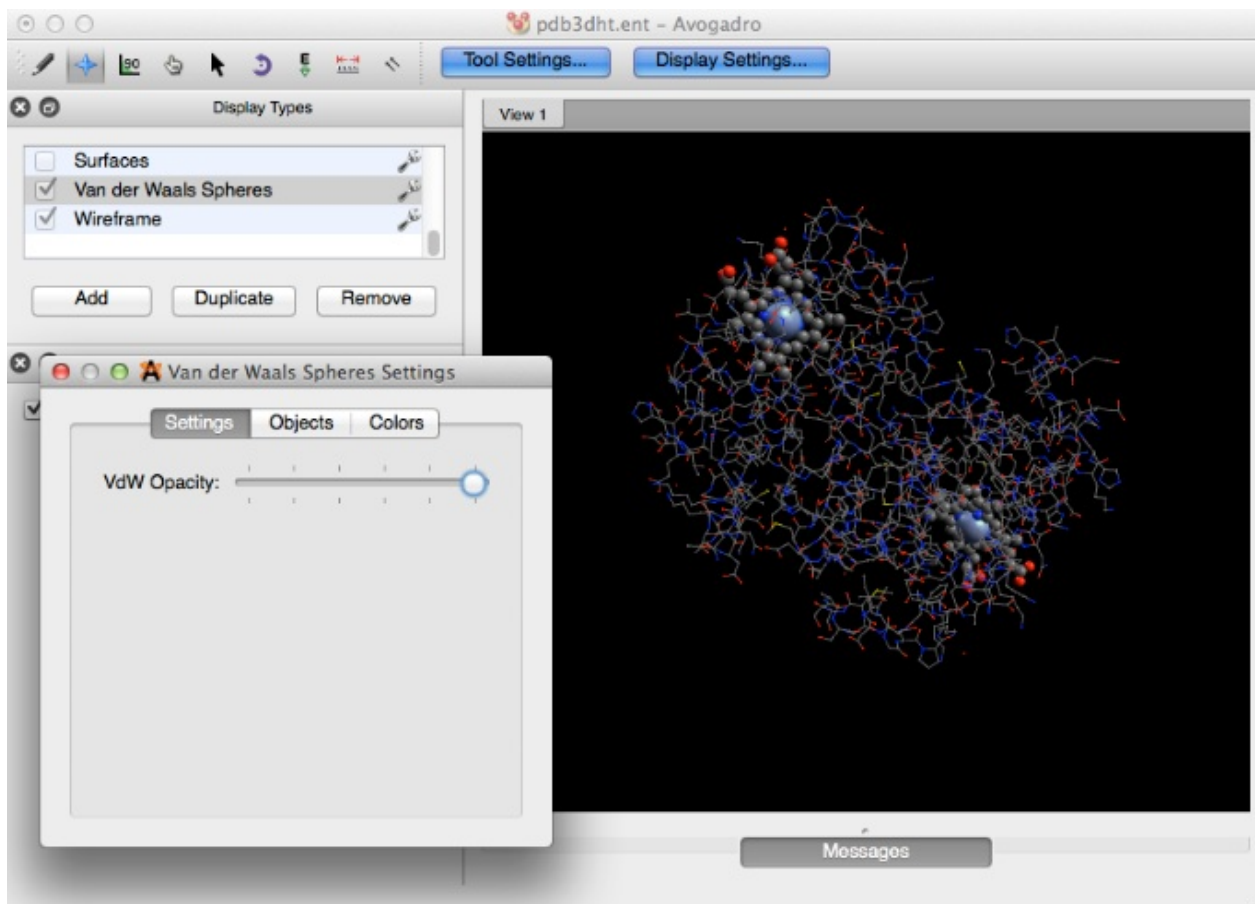 pdb3dht.ent – Avogadro
90
E
Tool Settings...
Display Settings...
Display Types
View 1
Surfaces
Van der Waals Spheres
Wireframe
Add
Duplicate
Remove
Van der Waals Spheres Settings
Settings
Objects
Colors
VdW Opacity:
Messages